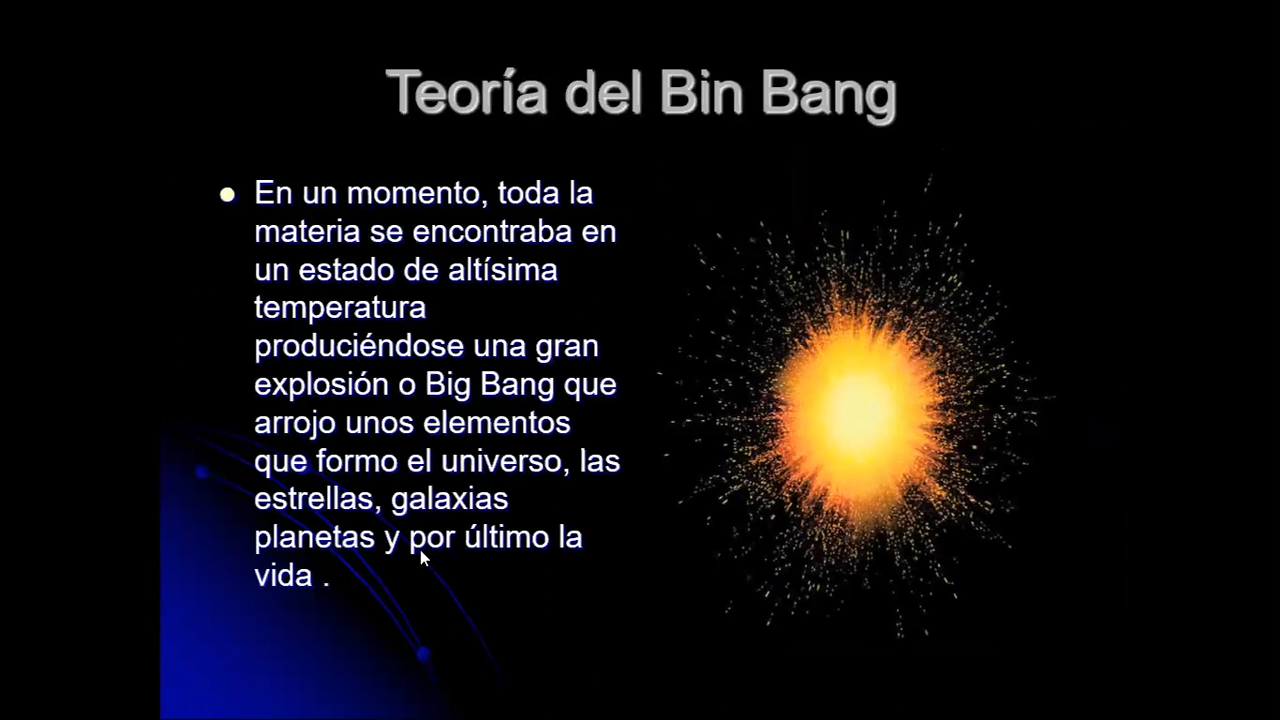 Teoría del Bin Bang
En un momento, toda la
materia se encontraba en
un estado de altísima
temperatura
produciéndose una gran
explosión o Big Bang que
arrojo unos elementos
que formo el universo, las
estrellas, galaxias
planetas y por último la
vida .